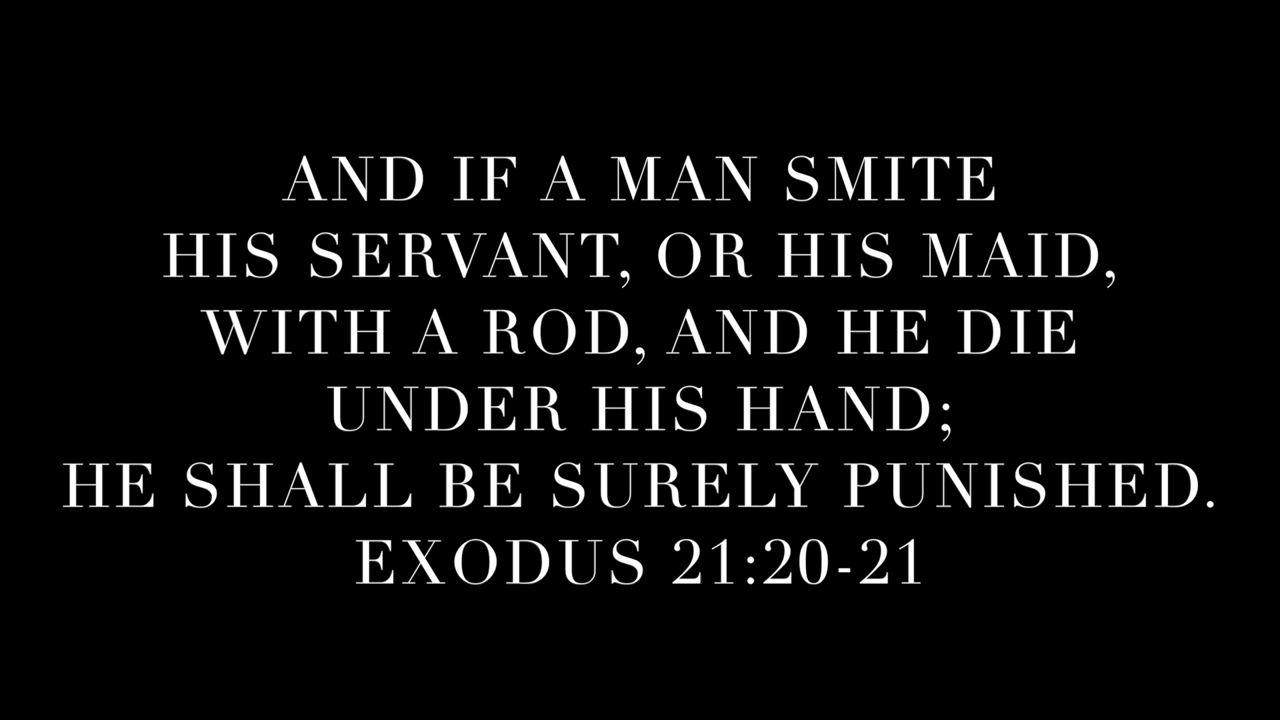 AND IF A MAN SMITE
HIS SERVANT, OR HIS MAID,
WITH A ROD, AND HE DIE
UNDER HIS HAND;
HE SHALL BE SURELY PUNISHED.
EXODUS 21:20-21